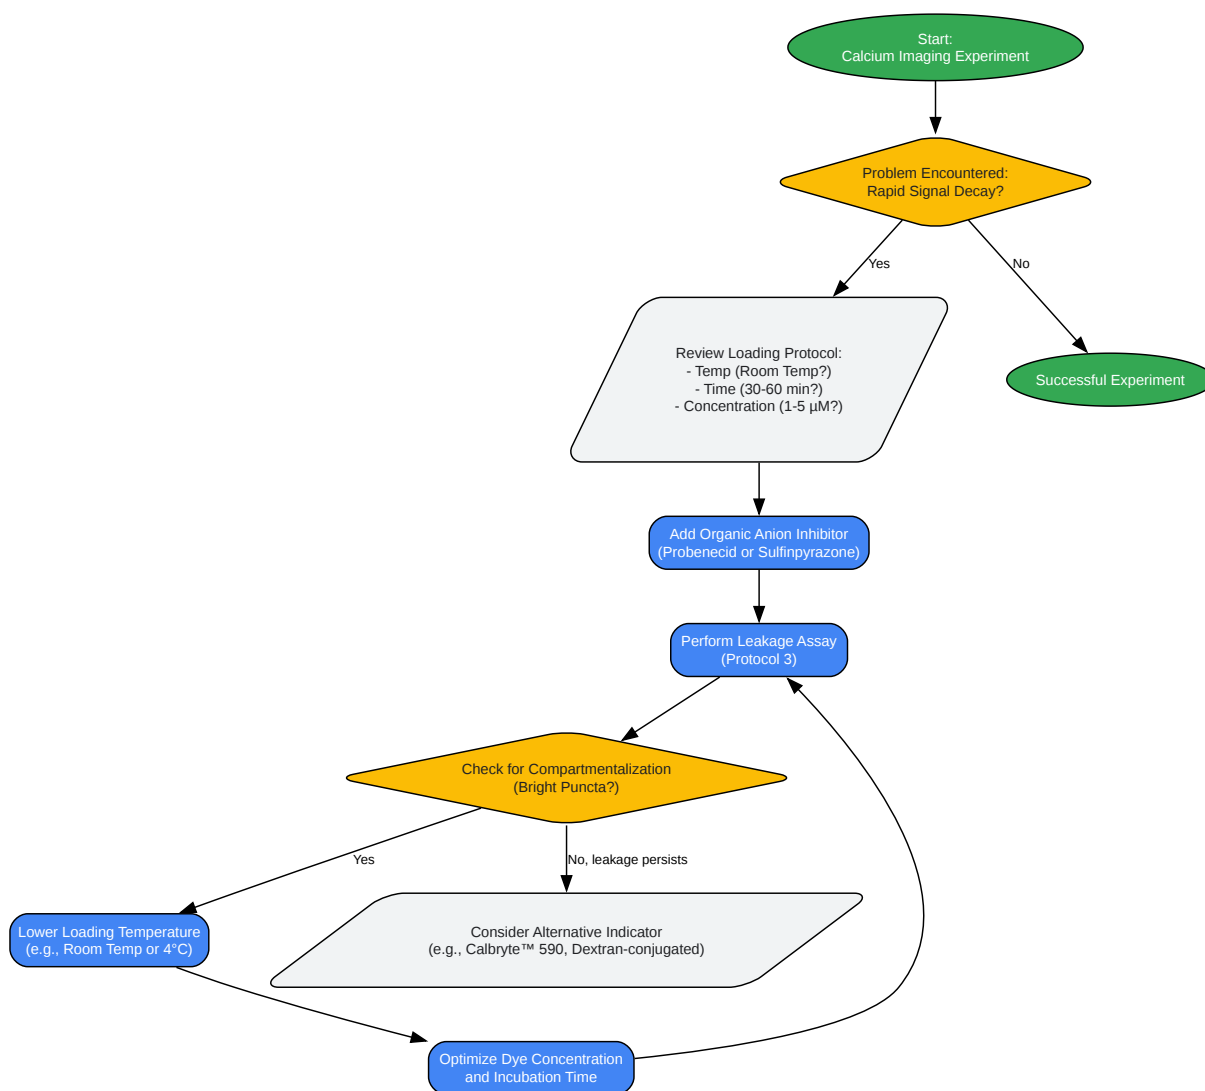 Start:
Calcium Imaging Experiment
Problem Encountered:
Rapid Signal Decay?
Yes
No
Review Loading Protocol:
- Temp (Room Temp?)
- Time (30-60 min?)
- Concentration (1-5 µM?)
Successful Experiment
Add Organic Anion Inhibitor
(Probenecid or Sulfinpyrazone)
Perform Leakage Assay
(Protocol 3)
Check for Compartmentalization
(Bright Puncta?)
Yes
No, leakage persists
Lower Loading Temperature
(e.g., Room Temp or 4°C)
Consider Alternative Indicator
(e.g., Calbryte™ 590, Dextran-conjugated)
Optimize Dye Concentration
and Incubation Time